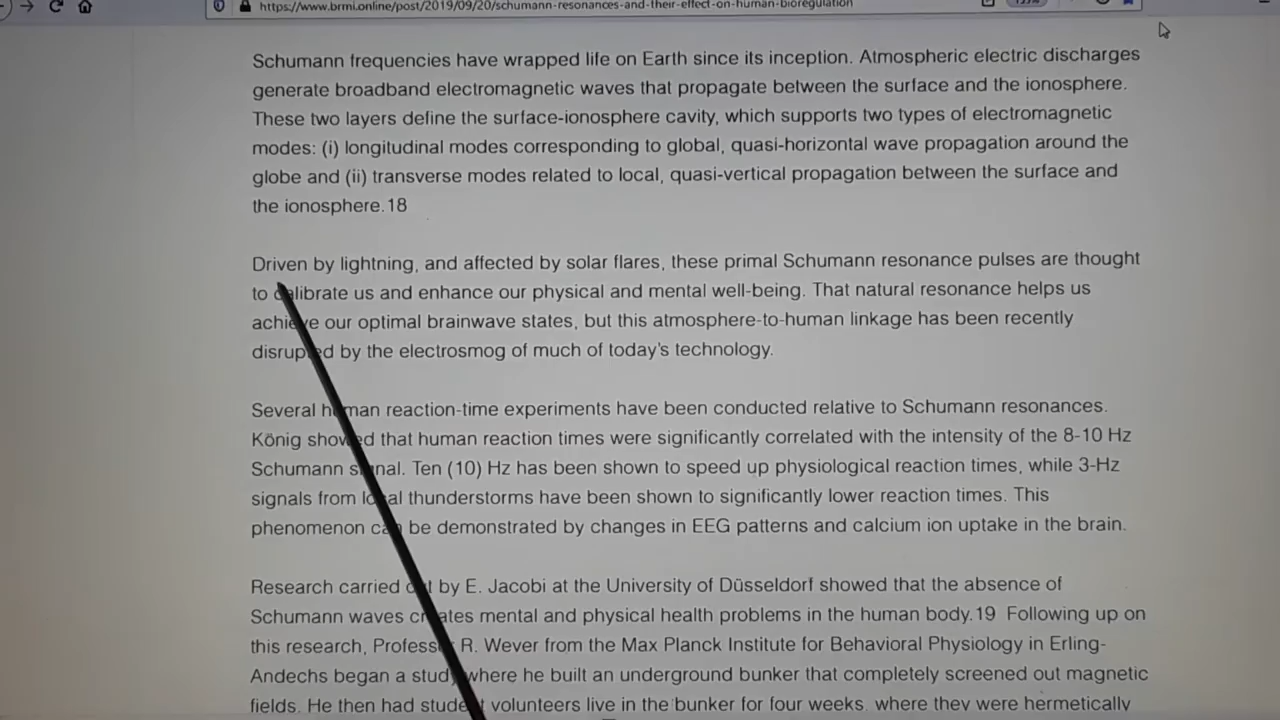 https://www.brmi.online/post/2019/09/20/schumann-resonances-and-their-effect-on-human-bioregulation
Schumann frequencies have wrapped life on Earth since its inception. Atmospheric electric discharges
generate broadband electromagnetic waves that propagate between the surface and the ionosphere.
These two layers define the surface-ionosphere cavity, which supports two types of electromagnetic
modes: (i) longitudinal modes corresponding to global, quasi-horizontal wave propagation around the
globe and (ii) transverse modes related to local, quasi-vertical propagation between the surface and
the ionosphere.18
Driven by lightning, and affected by solar flares, these primal Schumann resonance pulses are thought
to calibrate us and enhance our physical and mental well-being. That natural resonance helps us
achieve our optimal brainwave states, but this atmosphere-to-human linkage has been recently
disrupted by the electrosmog of much of today's technology.
Several human reaction-time experiments have been conducted relative to Schumann resonances.
König showed that human reaction times were significantly correlated with the intensity of the 8-10 Hz
Schumann signal. Ten (10) Hz has been shown to speed up physiological reaction times, while 3-Hz
signals from local thunderstorms have been shown to significantly lower reaction times. This
phenomenon can be demonstrated by changes in EEG patterns and calcium ion uptake in the brain.
Research carried out by E. Jacobi at the University of Düsseldorf showed that the absence of
Schumann waves creates mental and physical health problems in the human body.19 Following up on
this research, Professor R. Wever from the Max Planck Institute for Behavioral Physiology in Erling-
Andechs began a study where he built an underground bunker that completely screened out magnetic
fields. He then had student volunteers live in the bunker for four weeks, where they were hermetically